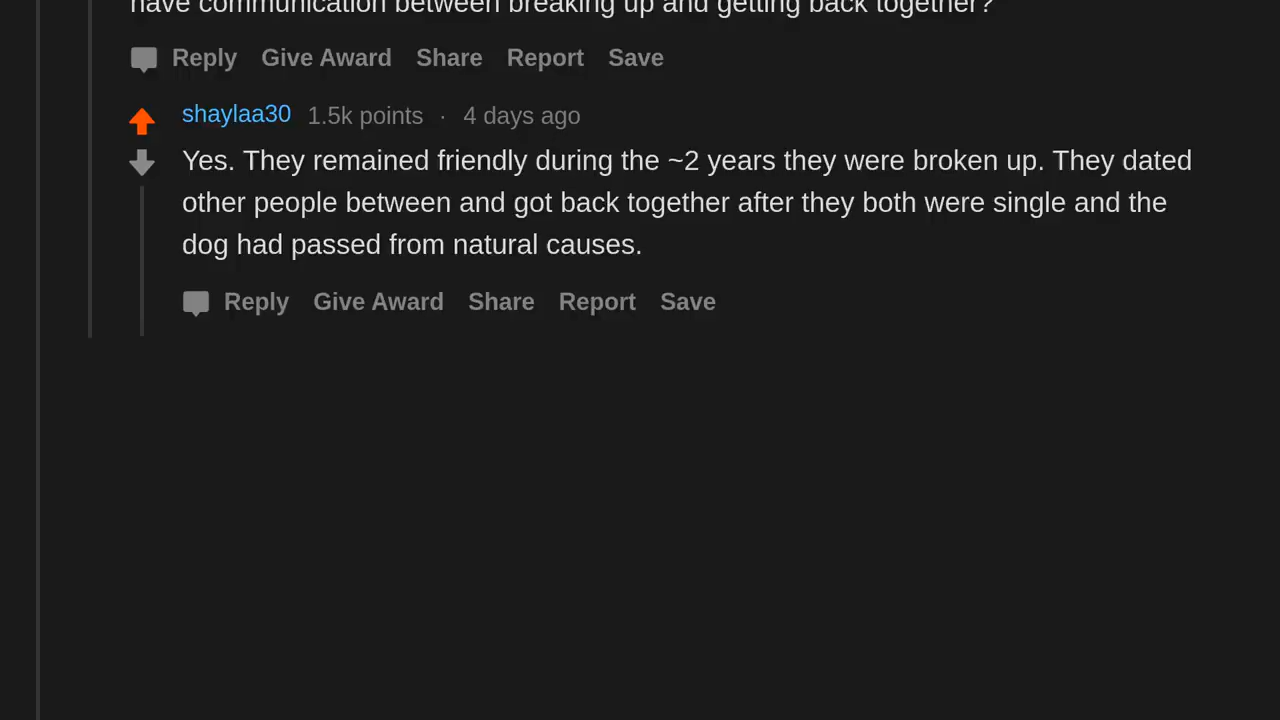 have communication between breaking up and getting back together?
Reply Give Award Share Report Save
shaylaa30 1.5k points · 4 days ago
Yes. They remained friendly during the ~2 years they were broken up. They dated
other people between and got back together after they both were single and the
dog had passed from natural causes.
Reply Give Award Share Report Save